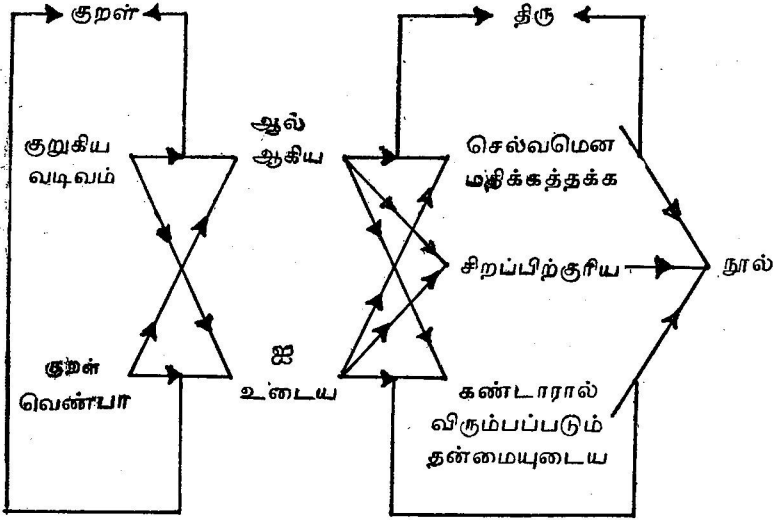 குறள்
திரு
குறுகிய
வடிவம்
ஆல்
ஆகிய
செல்வமென
மதிக்கத்தக்க
சிறப்பிற்குரிய
நூல்
குறள்
வெண்பா
ஐ
உடைய
கண்டாரால்
விரும்பப்படும்
தன்மையுடைய